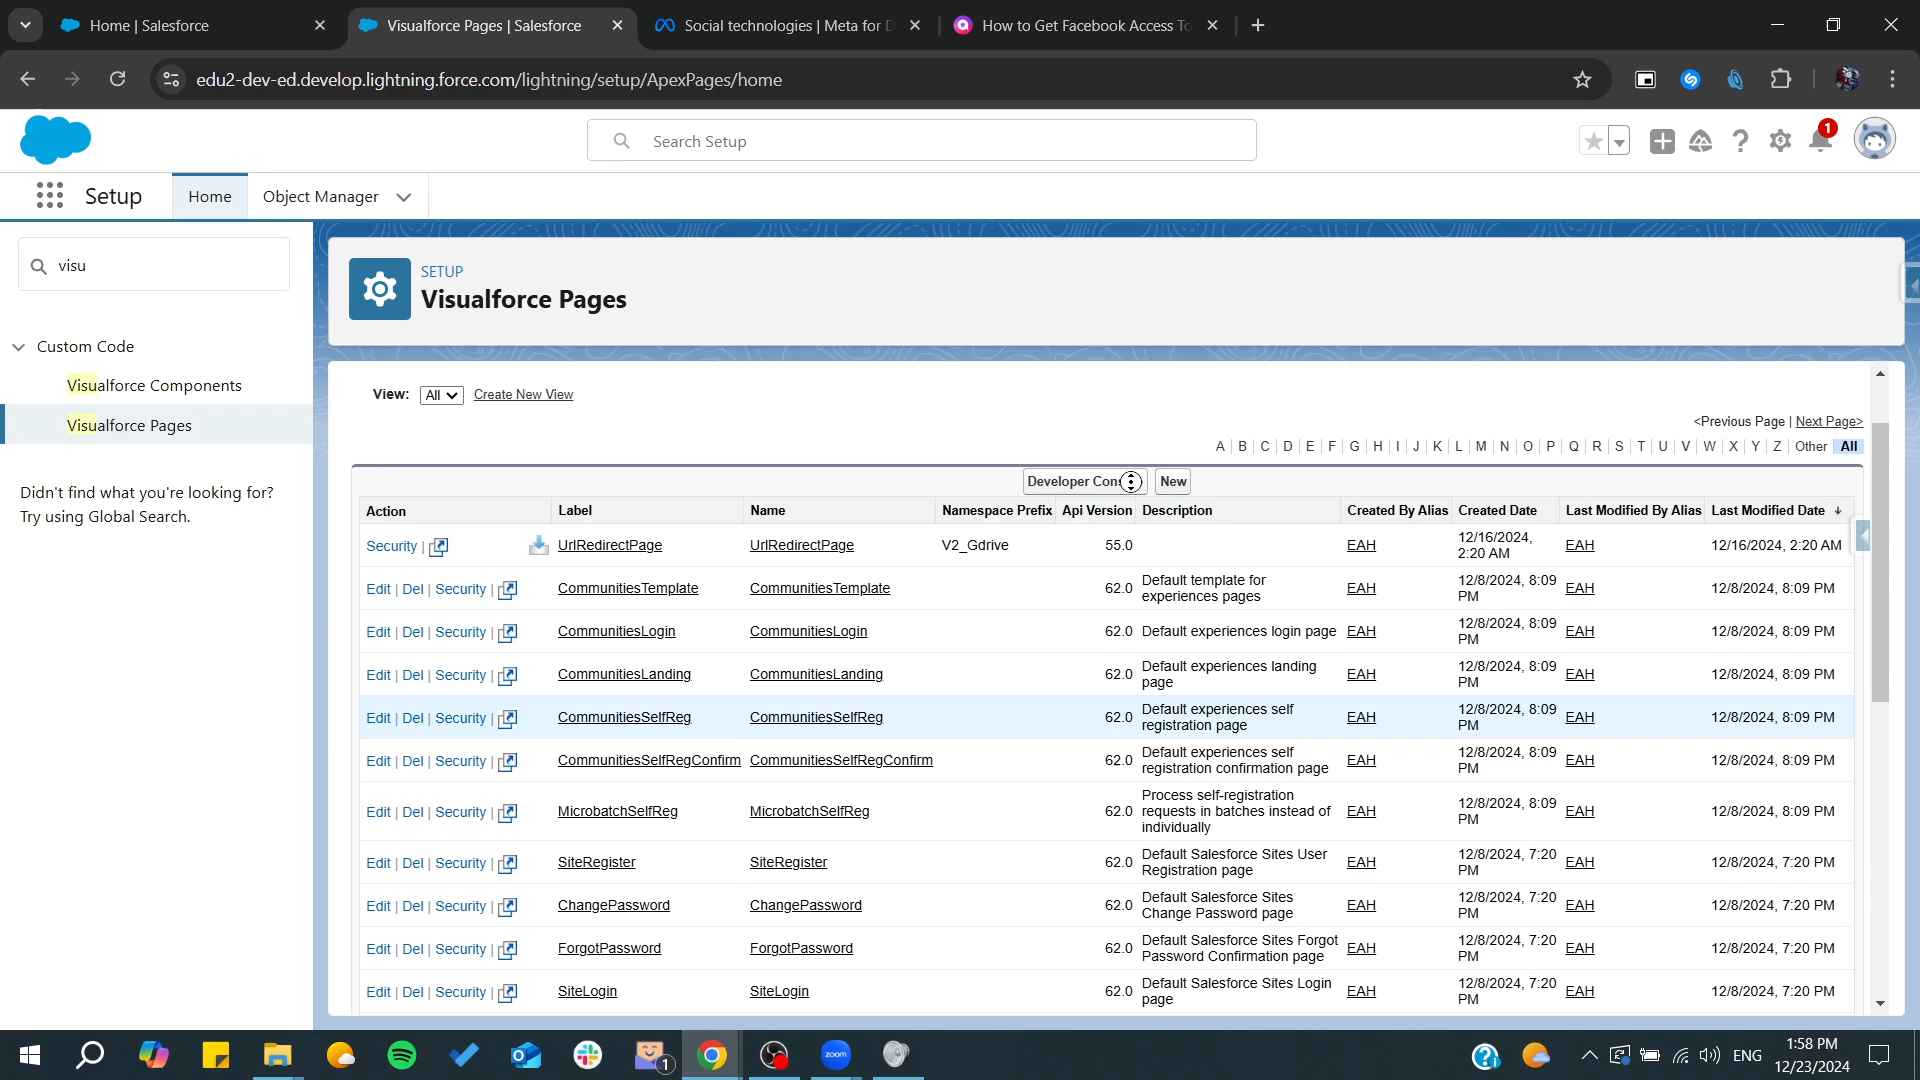 Home | Salesforce
Visualforce Pages | Salesforce
Social technologies | Meta for D
How to Get Facebook Access To
edu2-dev-ed.develop.lightning.force.com/lightning/setup/ApexPages/home
Search Setup
1
Setup
Home
Object Manager
visu
Custom Code
Visualforce Components
Visualforce Pages
Didn't find what you're looking for?
Try using Global Search.
SETUP
Visualforce Pages
View: All Create New View
<Previous Page | Next Page>
A | B | C | D | E | F | G | H | I | J | K | L | M | N | O | P | Q | R | S | T | U | V | W | X | Y | Z | Other All
Developer Cons New
Action Label Name Namespace Prefix Api Version Description Created By Alias Created Date Last Modified By Alias Last Modified Date
Security | UrlRedirectPage UrlRedirectPage V2_Gdrive 55.0 EAH 12/16/2024, 2:20 AM EAH 12/16/2024, 2:20 AM
Edit | Del | Security | CommunitiesTemplate CommunitiesTemplate 62.0 Default template for experiences pages EAH 12/8/2024, 8:09 PM EAH 12/8/2024, 8:09 PM
Edit | Del | Security | CommunitiesLogin CommunitiesLogin 62.0 Default experiences login page EAH 12/8/2024, 8:09 PM EAH 12/8/2024, 8:09 PM
Edit | Del | Security | CommunitiesLanding CommunitiesLanding 62.0 Default experiences landing page EAH 12/8/2024, 8:09 PM EAH 12/8/2024, 8:09 PM
Edit | Del | Security | CommunitiesSelfReg CommunitiesSelfReg 62.0 Default experiences self registration page EAH 12/8/2024, 8:09 PM EAH 12/8/2024, 8:09 PM
Edit | Del | Security | CommunitiesSelfRegConfirm CommunitiesSelfRegConfirm 62.0 Default experiences self registration confirmation page EAH 12/8/2024, 8:09 PM EAH 12/8/2024, 8:09 PM
Edit | Del | Security | MicrobatchSelfReg MicrobatchSelfReg 62.0 Process self-registration requests in batches instead of individually EAH 12/8/2024, 8:09 PM EAH 12/8/2024, 8:09 PM
Edit | Del | Security | SiteRegister SiteRegister 62.0 Default Salesforce Sites User Registration page EAH 12/8/2024, 7:20 PM EAH 12/8/2024, 7:20 PM
Edit | Del | Security | ChangePassword ChangePassword 62.0 Default Salesforce Sites Change Password page EAH 12/8/2024, 7:20 PM EAH 12/8/2024, 7:20 PM
Edit | Del | Security | ForgotPassword ForgotPassword 62.0 Default Salesforce Sites Forgot Password Confirmation page EAH 12/8/2024, 7:20 PM EAH 12/8/2024, 7:20 PM
Edit | Del | Security | SiteLogin SiteLogin 62.0 Default Salesforce Sites Login page EAH 12/8/2024, 7:20 PM EAH 12/8/2024, 7:20 PM
1
zoom
ENG
1:58 PM
12/23/2024